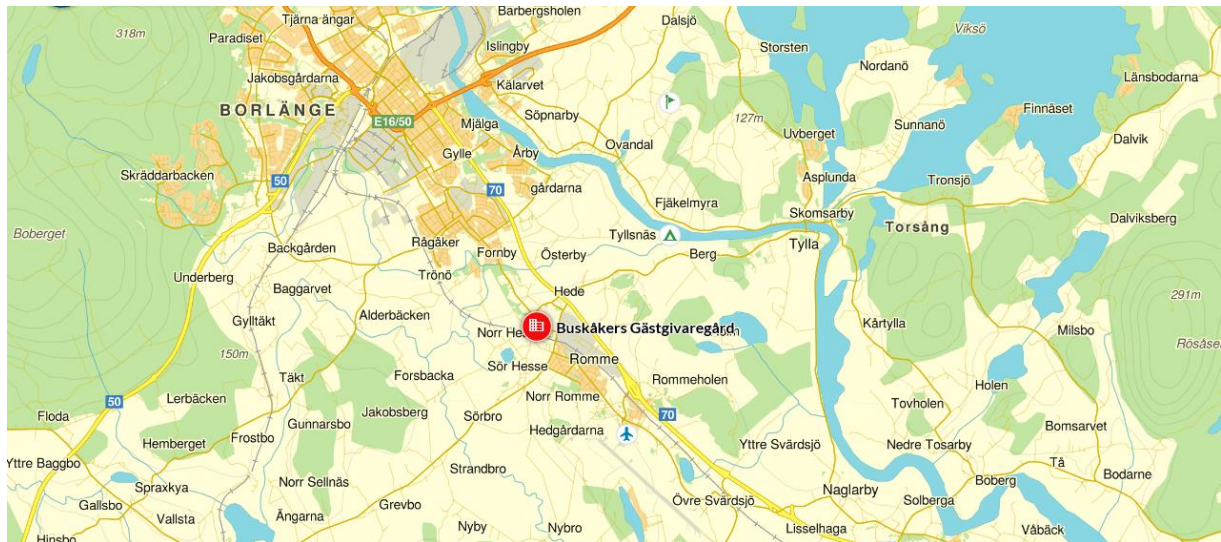 Barbergsholen
Dalsjö
Tjärna ängar
318m
Viksö
Paradiset
Islingby
Storsten
Nordanö
Jakobsgårdarna
Kälarvet
Länsbodarna
BORLÄNGE
E16/50
Söpnarby
127m
Finnäset
Mjälga
Uvberget
Sunnanö
Gylle
Årby
Ovandal
Dalvik
Skräddarbacken
50
70
gårdarna
Asplunda
Tronsjö
Fjäkelmyra
Skomsarby
Dalviksberg
Boberget
Backgården
Rågåker
Tyllsnäs
Torsång
Fornby
Österby
Berg
Tylla
Underberg
Trönö
Baggarvet
Hede
291m
Gylltäkt
Alderbäcken
Kårtylla
Norr He
Buskåkers Gästgivaregård
Milsbo
150m
Romme
Sör Hesse
Täkt
Forsbacka
Rommeholen
Holen
50
Lerbäcken
Norr Romme
Tovholen
Floda
Jakobsberg
Sörbro
70
Gunnarsbo
Bomsarvet
Hemberget
Frostbo
Hedgårdarna
Yttre Svärdsjö
Nedre Tosarby
Yttre Baggbo
Strandbro
Tå
Bodarne
Spraxkya
Norr Sellnäs
Böberg
Gallsbo
Grevbo
Övre Svärdsjö
Naglarby
Solberga
Vallsta
Ängarna
Nyby
Nybro
Lisselhaga
Våbäck